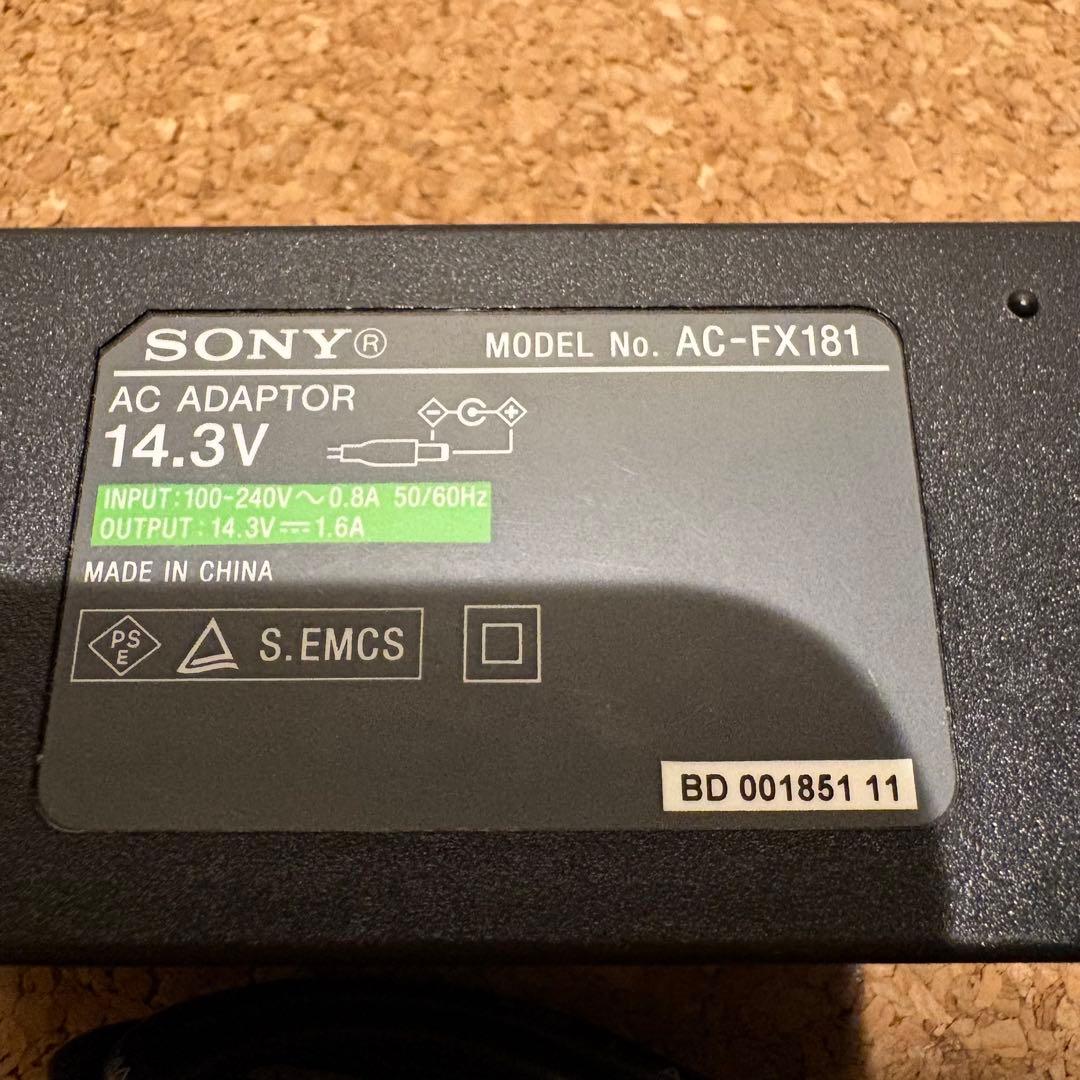 SONY® MODEL No. AC-FX181
AC ADAPTOR
14.3V
INPUT:100-240V～0.8A 50/60Hz
OUTPUT:14.3V⎓1.6A
MADE IN CHINA
PS
E
S.EMCS
BD 001851 11